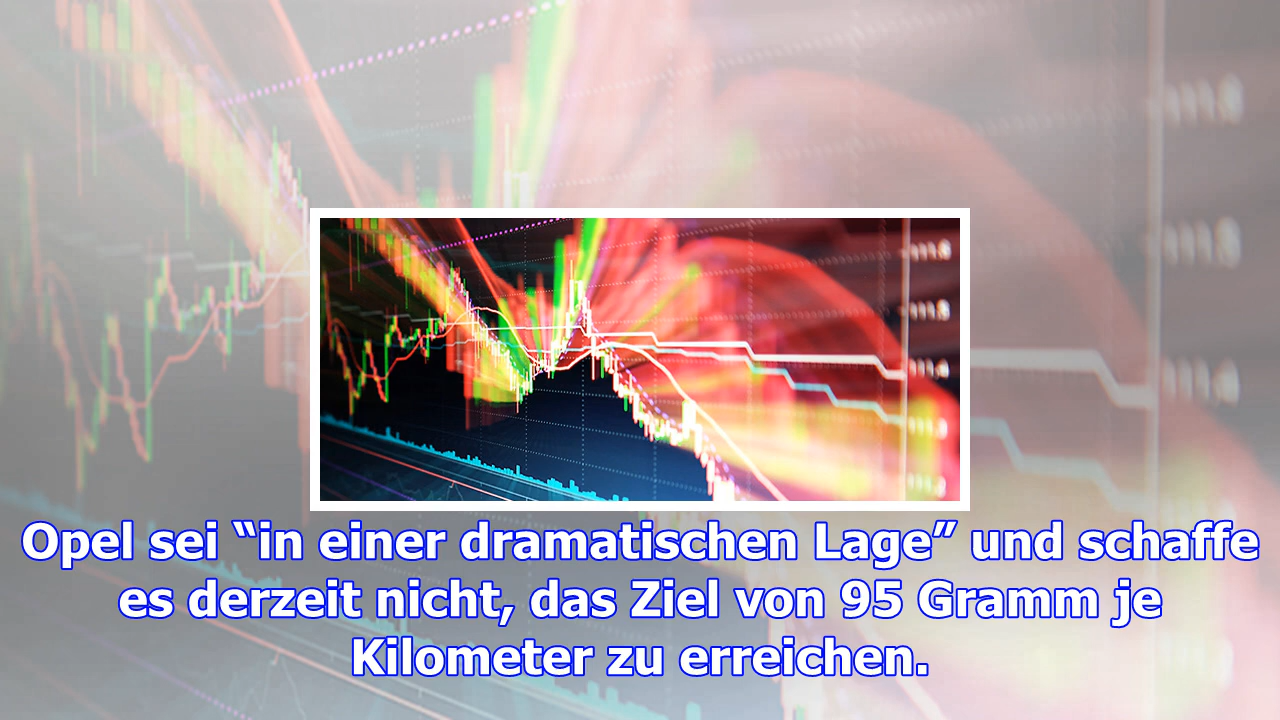 Opel sei “in einer dramatischen Lage” und schaffe
es derzeit nicht, das Ziel von 95 Gramm je
Kilometer zu erreichen.